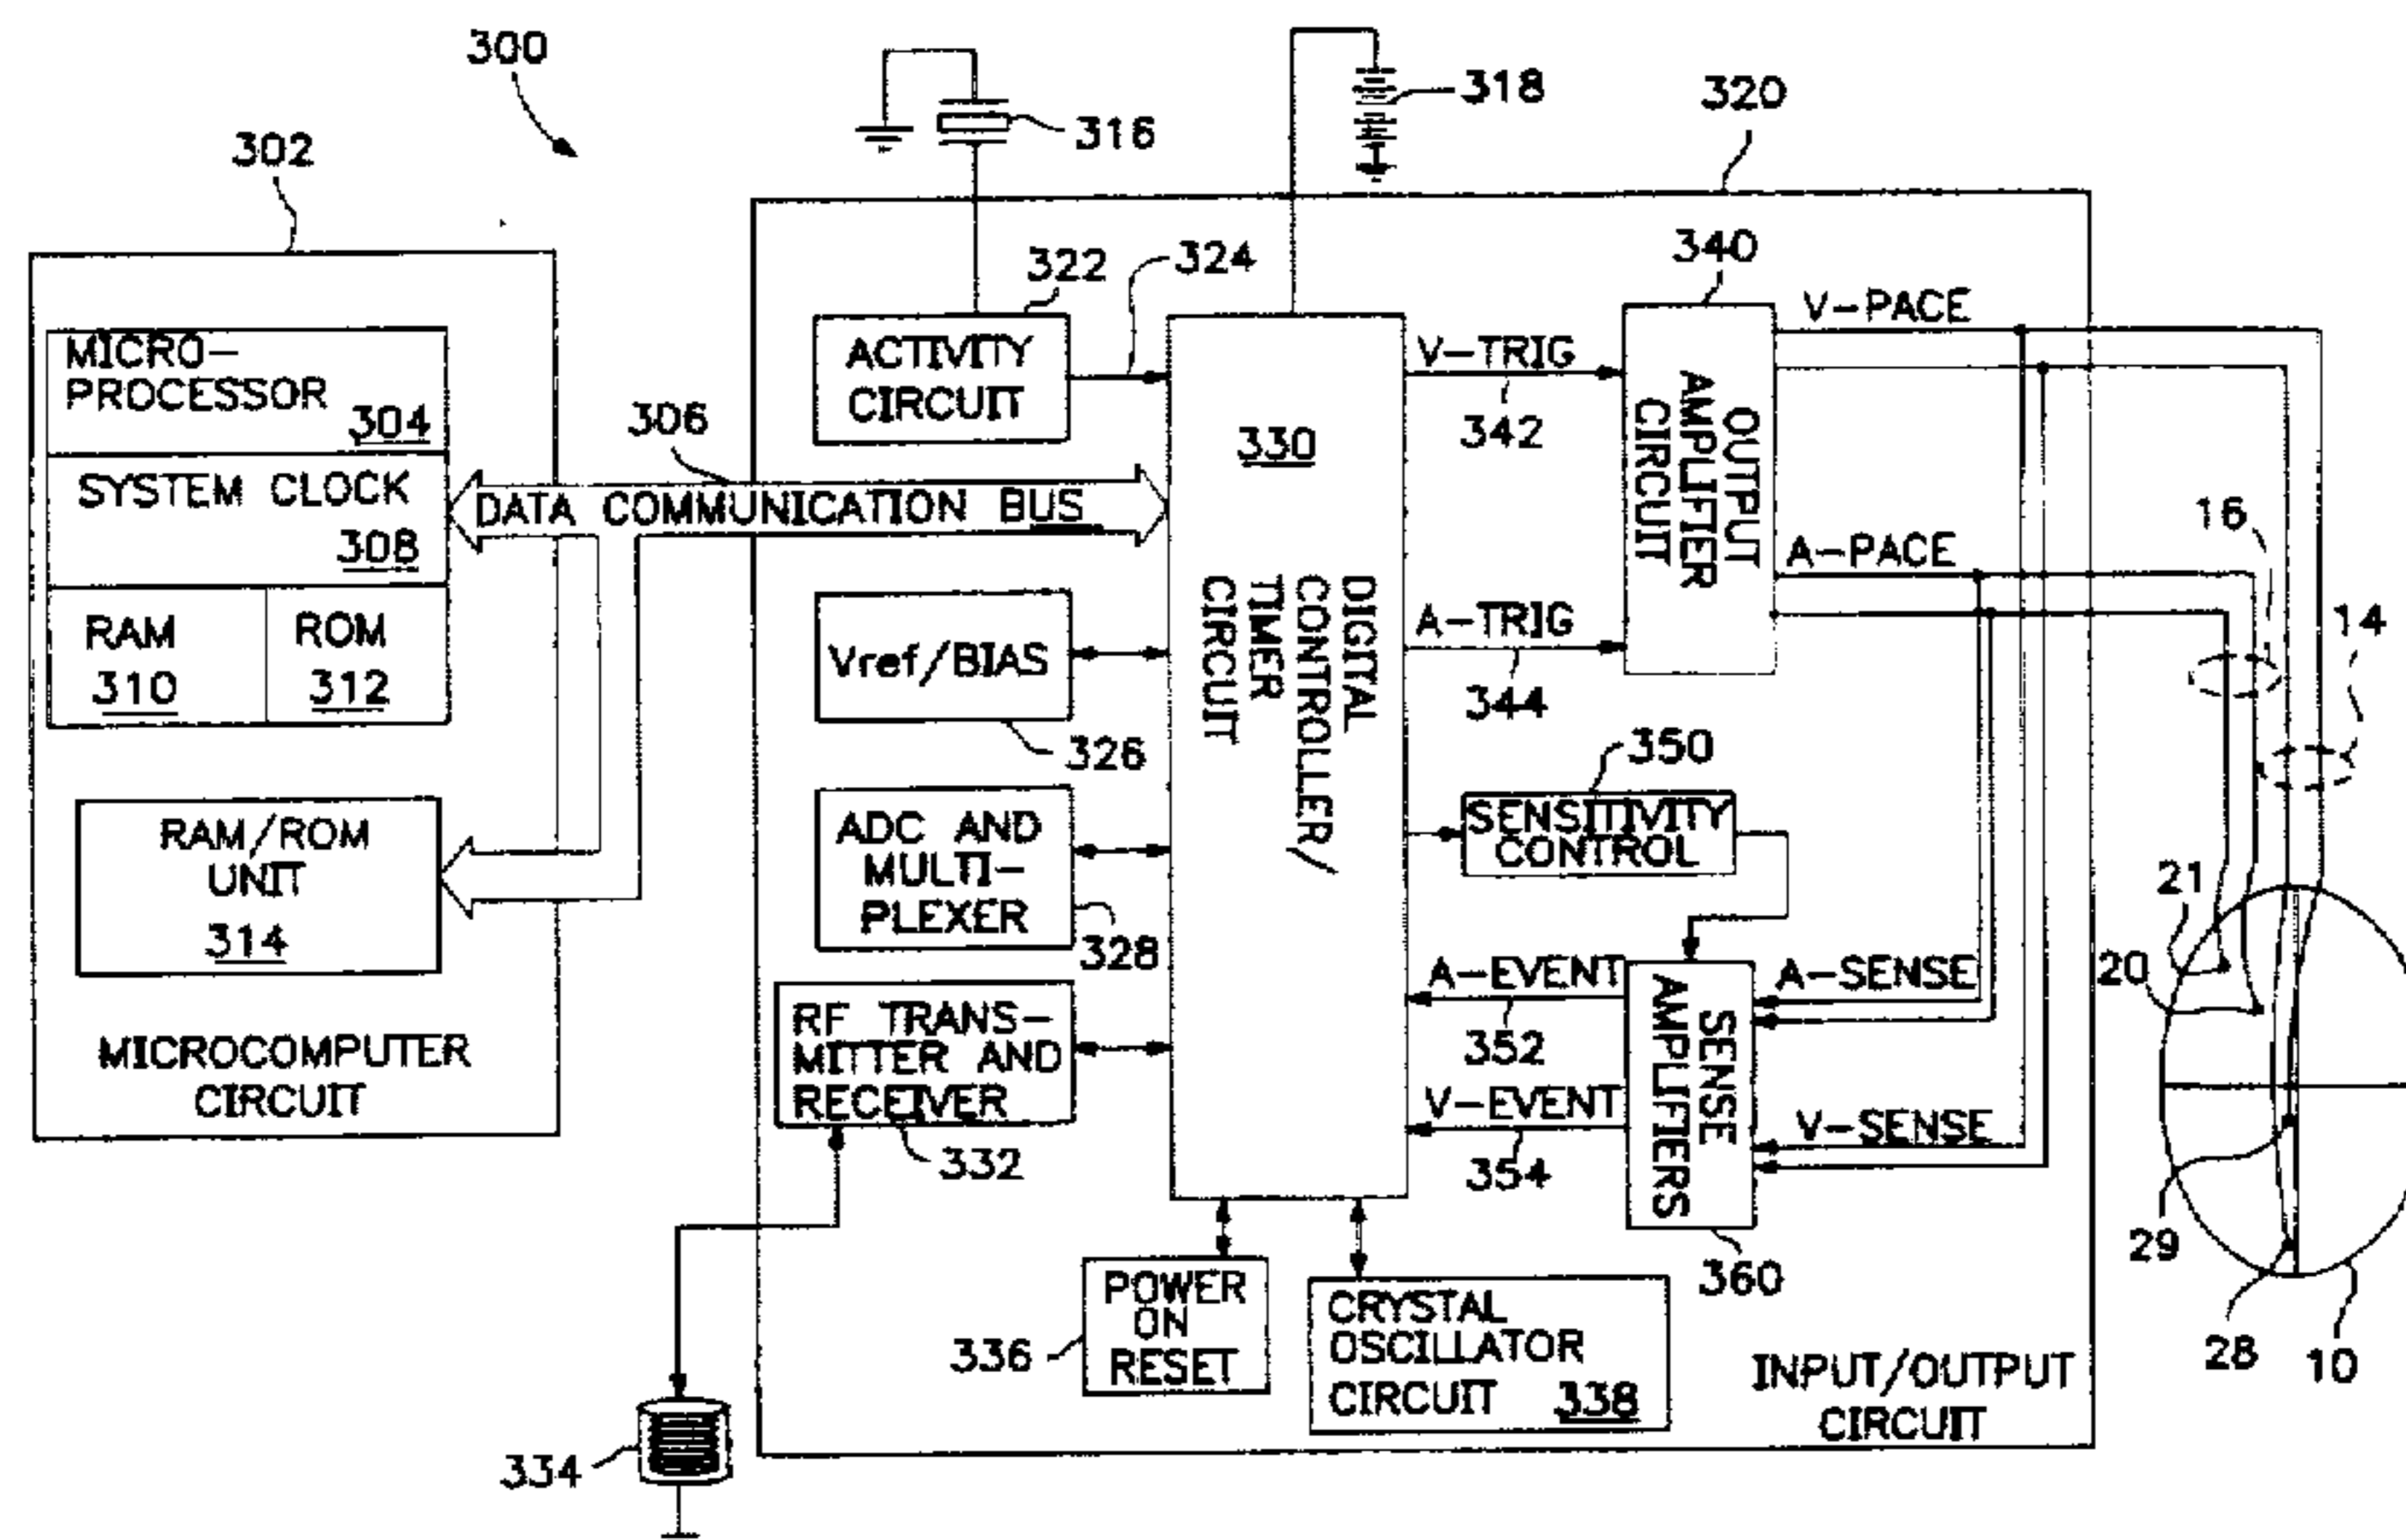 300
302
316
318
320
MICRO-
PROCESSOR
304
SYSTEM CLOCK
308
RAM
310
ROM
312
RAM/ROM
UNIT
314
MICROCOMPUTER
CIRCUIT
306
DATA COMMUNICATION BUS
322
324
ACTIVITY
CIRCUIT
Vref/BIAS
326
ADC AND
MULTI-
PLEXER
328
RF TRANS-
MITTER AND
RECEIVER
332
334
330
DIGITAL
CONTROLLER/
TIMER
CIRCUIT
336
POWER
ON
RESET
CRYSTAL
OSCILLATOR
CIRCUIT 338
V-TRIG
342
A-TRIG
344
340
OUTPUT
AMPLIFIER
CIRCUIT
V-PACE
A-PACE
350
SENSITIVITY
CONTROL
A-EVENT
352
V-EVENT
354
SENSE
AMPLIFIERS
360
A-SENSE
V-SENSE
INPUT/OUTPUT
CIRCUIT
16
14
21
20
29
28
10